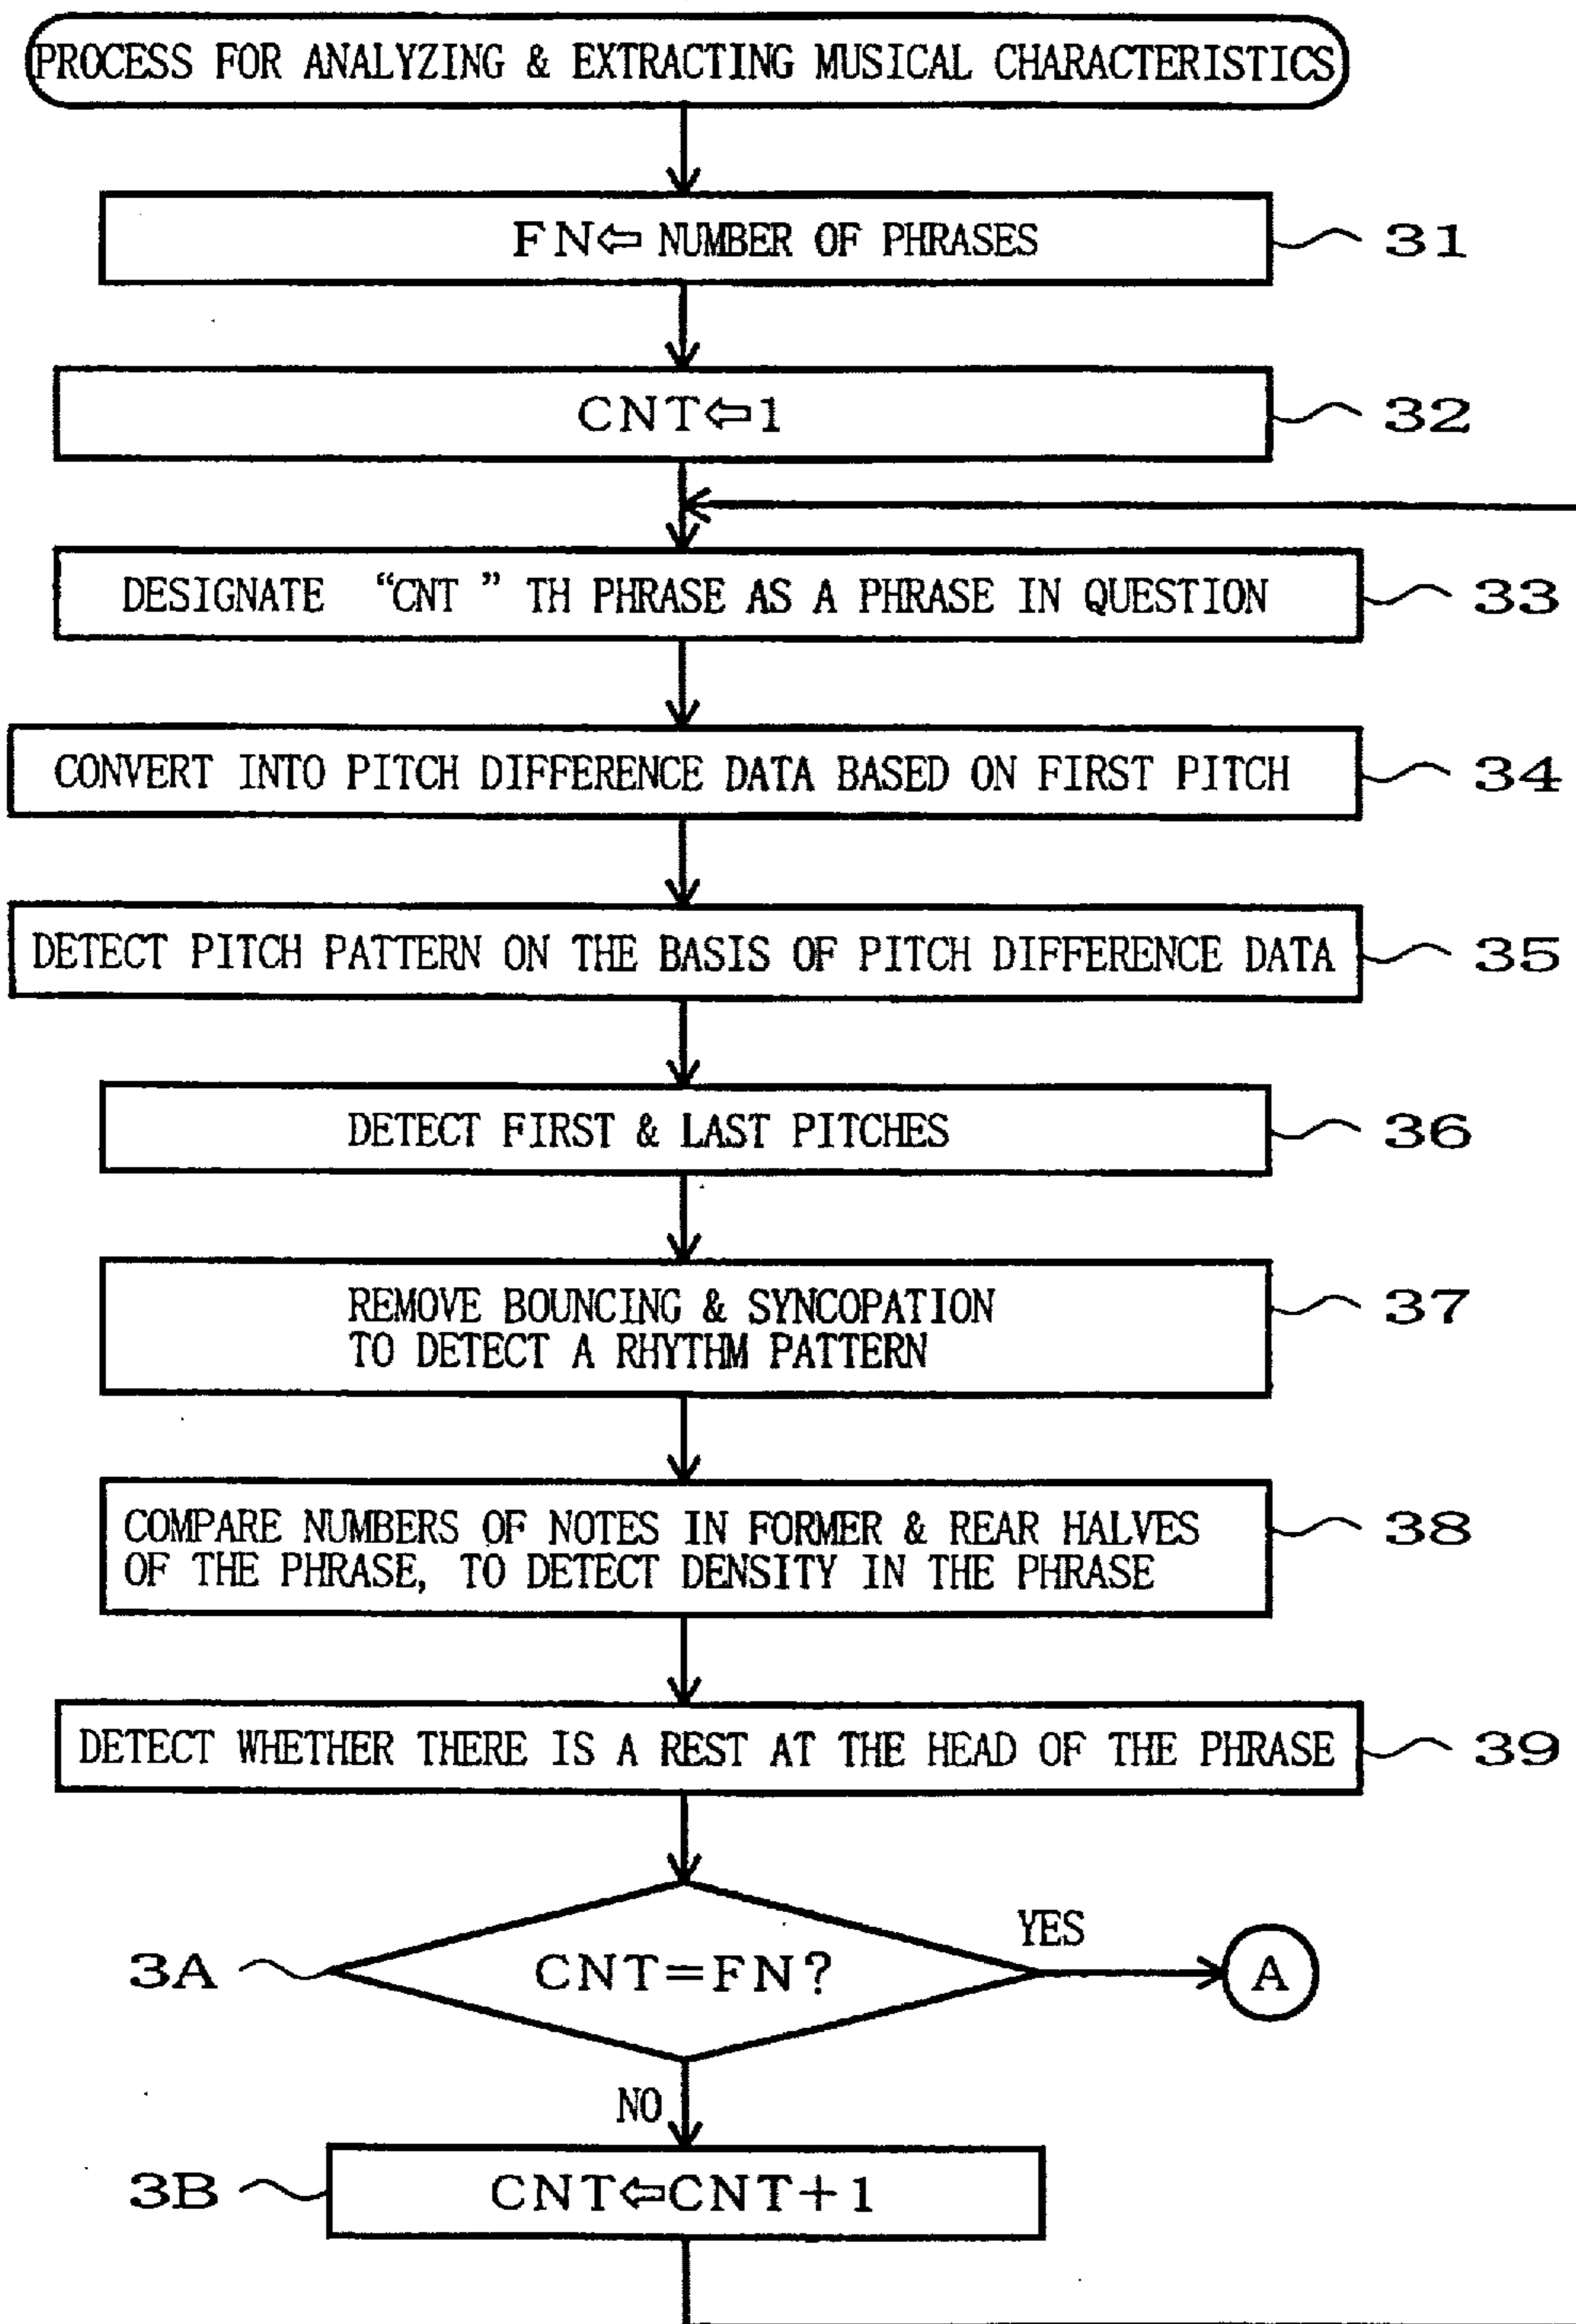 PROCESS FOR ANALYZING & EXTRACTING MUSICAL CHARACTERISTICS
FN⇦ NUMBER OF PHRASES
31
CNT⇦1
32
DESIGNATE “CNT ” TH PHRASE AS A PHRASE IN QUESTION
33
CONVERT INTO PITCH DIFFERENCE DATA BASED ON FIRST PITCH
34
DETECT PITCH PATTERN ON THE BASIS OF PITCH DIFFERENCE DATA
35
DETECT FIRST & LAST PITCHES
36
REMOVE BOUNCING & SYNCOPATION
TO DETECT A RHYTHM PATTERN
37
COMPARE NUMBERS OF NOTES IN FORMER & REAR HALVES
OF THE PHRASE, TO DETECT DENSITY IN THE PHRASE
38
DETECT WHETHER THERE IS A REST AT THE HEAD OF THE PHRASE
39
3A
CNT=FN?
YES
A
NO
3B
CNT⇦CNT+1